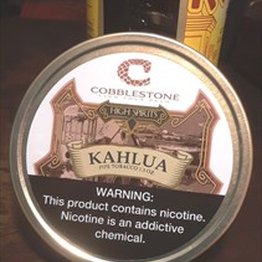 COBBLESTONE
HIGH SPIRITS
KAHLUA
PIPE TOBACCO 1.5 OZ
WARNING:
This product contains nicotine.
Nicotine is an addictive
chemical.